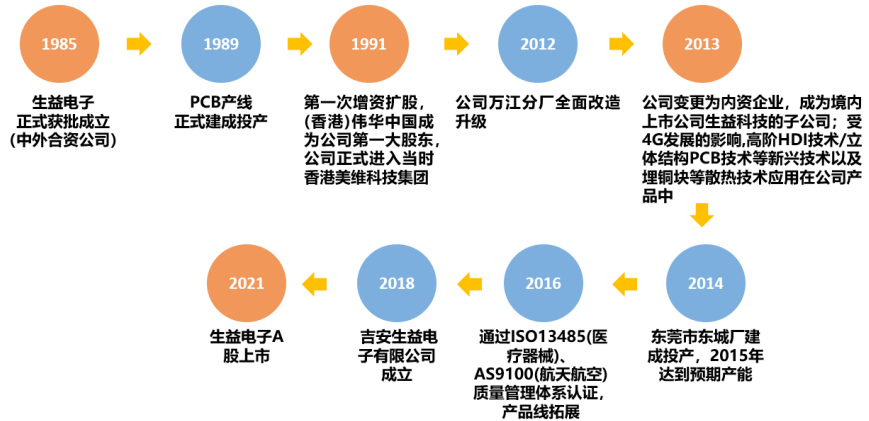 1985
生益电子
正式获批成立
(中外合资公司)
1989
PCB产线
正式建成投产
1991
第一次增资扩股，
(香港)伟华中国成
为公司第一大股东，
公司正式进入当时
香港美维科技集团
2012
公司万江分厂全面改造
升级
2013
公司变更为内资企业，成为境内
上市公司生益科技的子公司；受
4G发展的影响,高阶HDI技术/立
体结构PCB技术等新兴技术以及
埋铜块等散热技术应用在公司产
品中
2014
东莞市东城厂建
成投产，2015年
达到预期产能
2016
通过ISO13485(医
疗器械)、
AS9100(航天航空)
质量管理体系认证，
产品线拓展
2018
吉安生益电
子有限公司
成立
2021
生益电子A
股上市